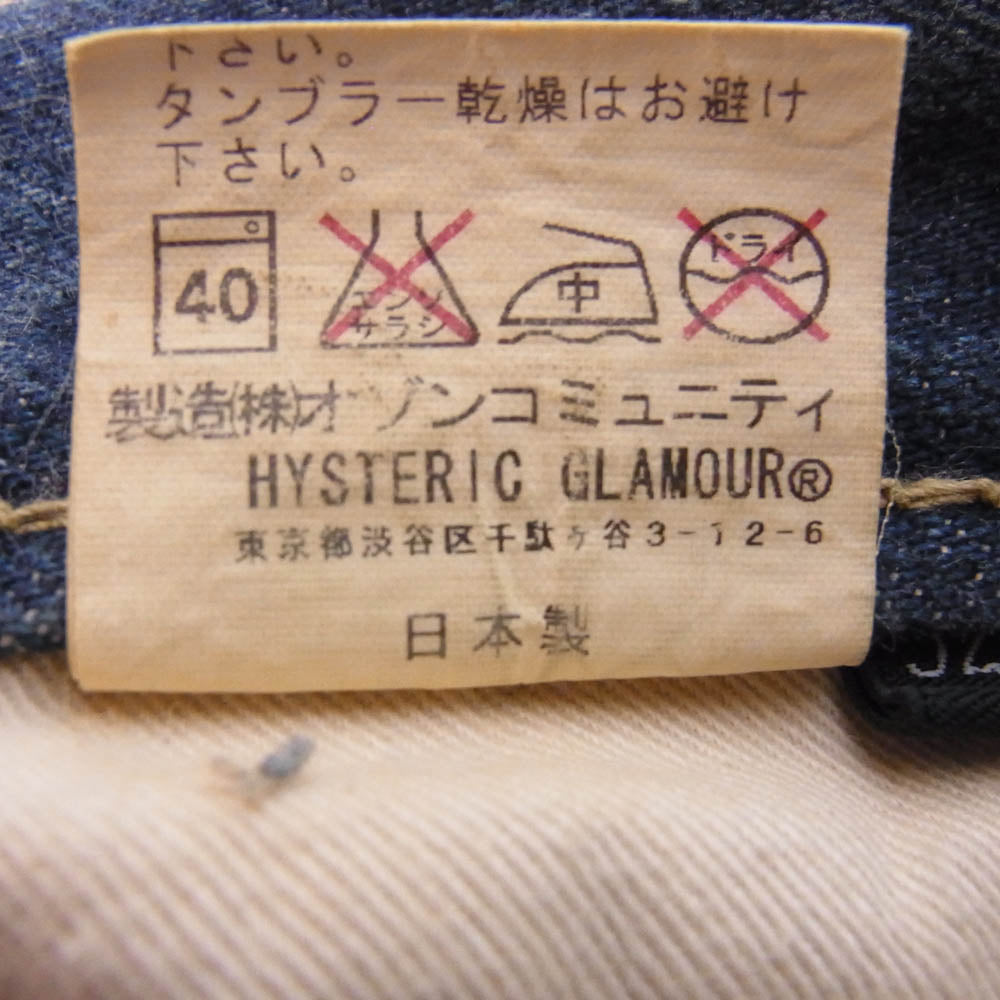 下さい。
タンブラー乾燥はお避け
下さい。
40 エンソサラシ 中 ドライ
製造(株)オゾンコミュニティ
HYSTERIC GLAMOUR®
東京都渋谷区千駄ヶ谷3-12-6
日本製